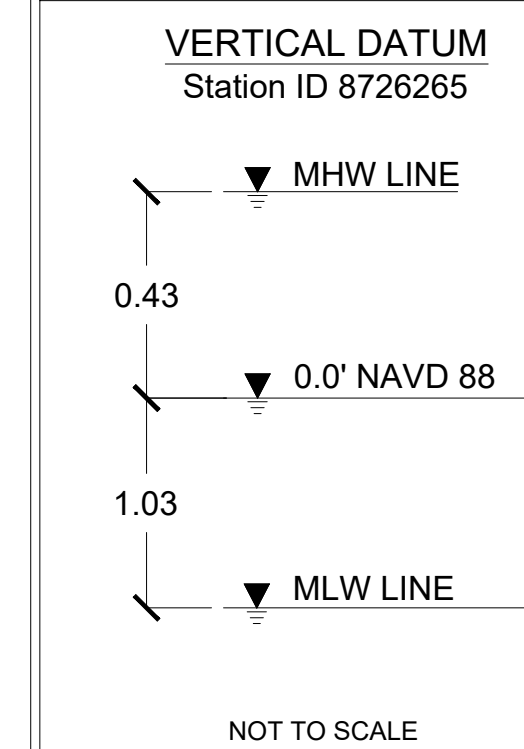 VERTICAL DATUM
Station ID 8726265
MHW LINE
0.43
0.0' NAVD 88
1.03
MLW LINE
NOT TO SCALE